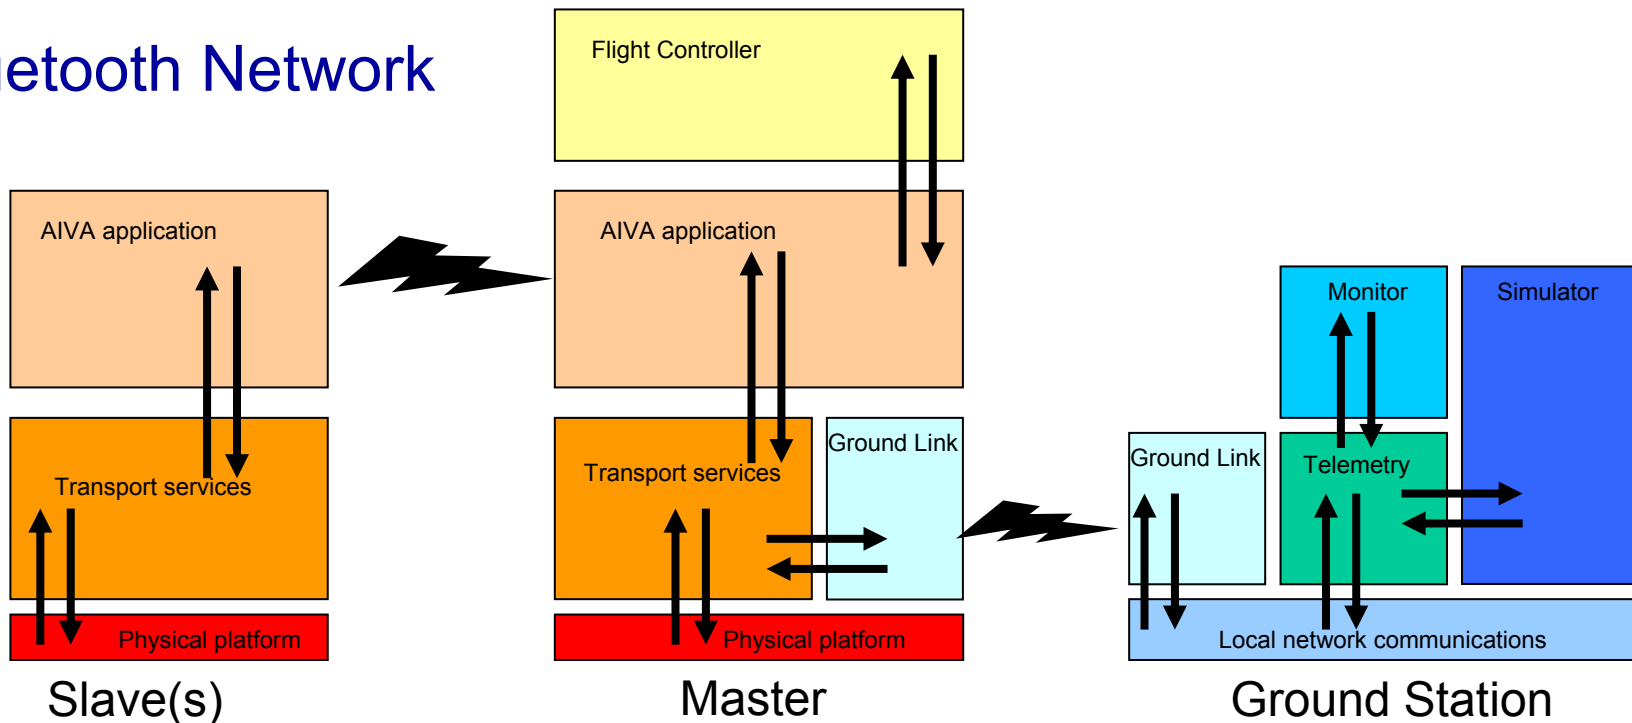 uetooth Network
Flight Controller
AIVA application
AIVA application
Monitor
Simulator
Transport services
Transport services
Ground Link
Ground Link
Telemetry
Physical platform
Physical platform
Local network communications
Slave(s)
Master
Ground Station